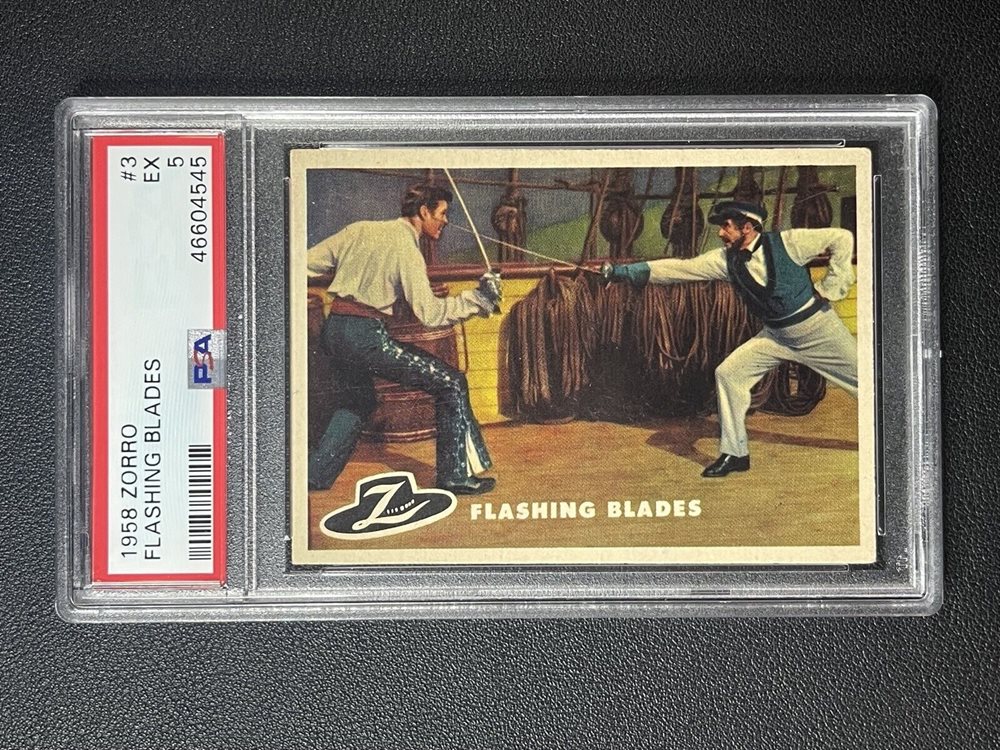 1958 ZORRO
FLASHING BLADES
#3
EX
5
46604545
PSA
Z
FLASHING BLADES